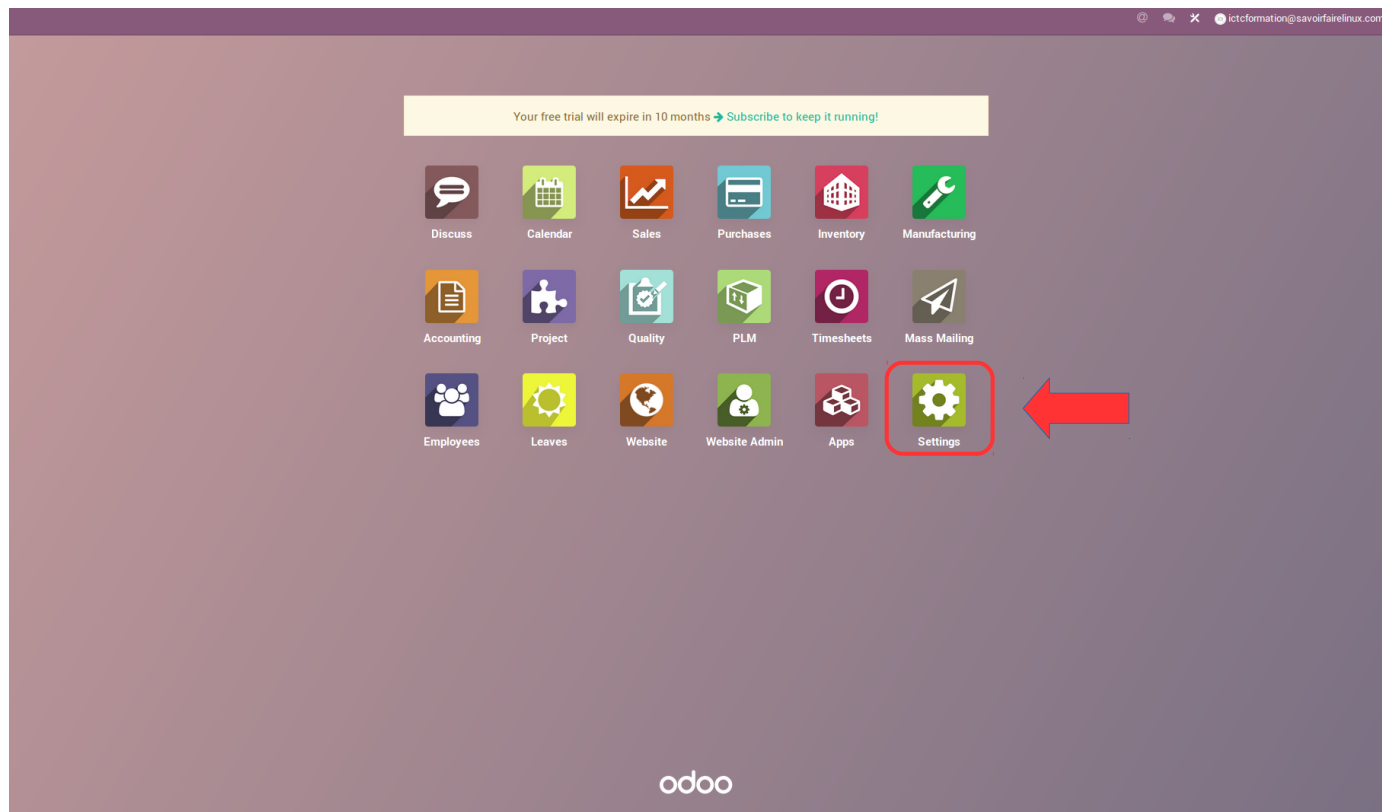 ictcformation@savoirfairelinux.com
Your free trial will expire in 10 months → Subscribe to keep it running!
Discuss Calendar Sales Purchases Inventory Manufacturing
Accounting Project Quality PLM Timesheets Mass Mailing
Employees Leaves Website Website Admin Apps Settings
odoo